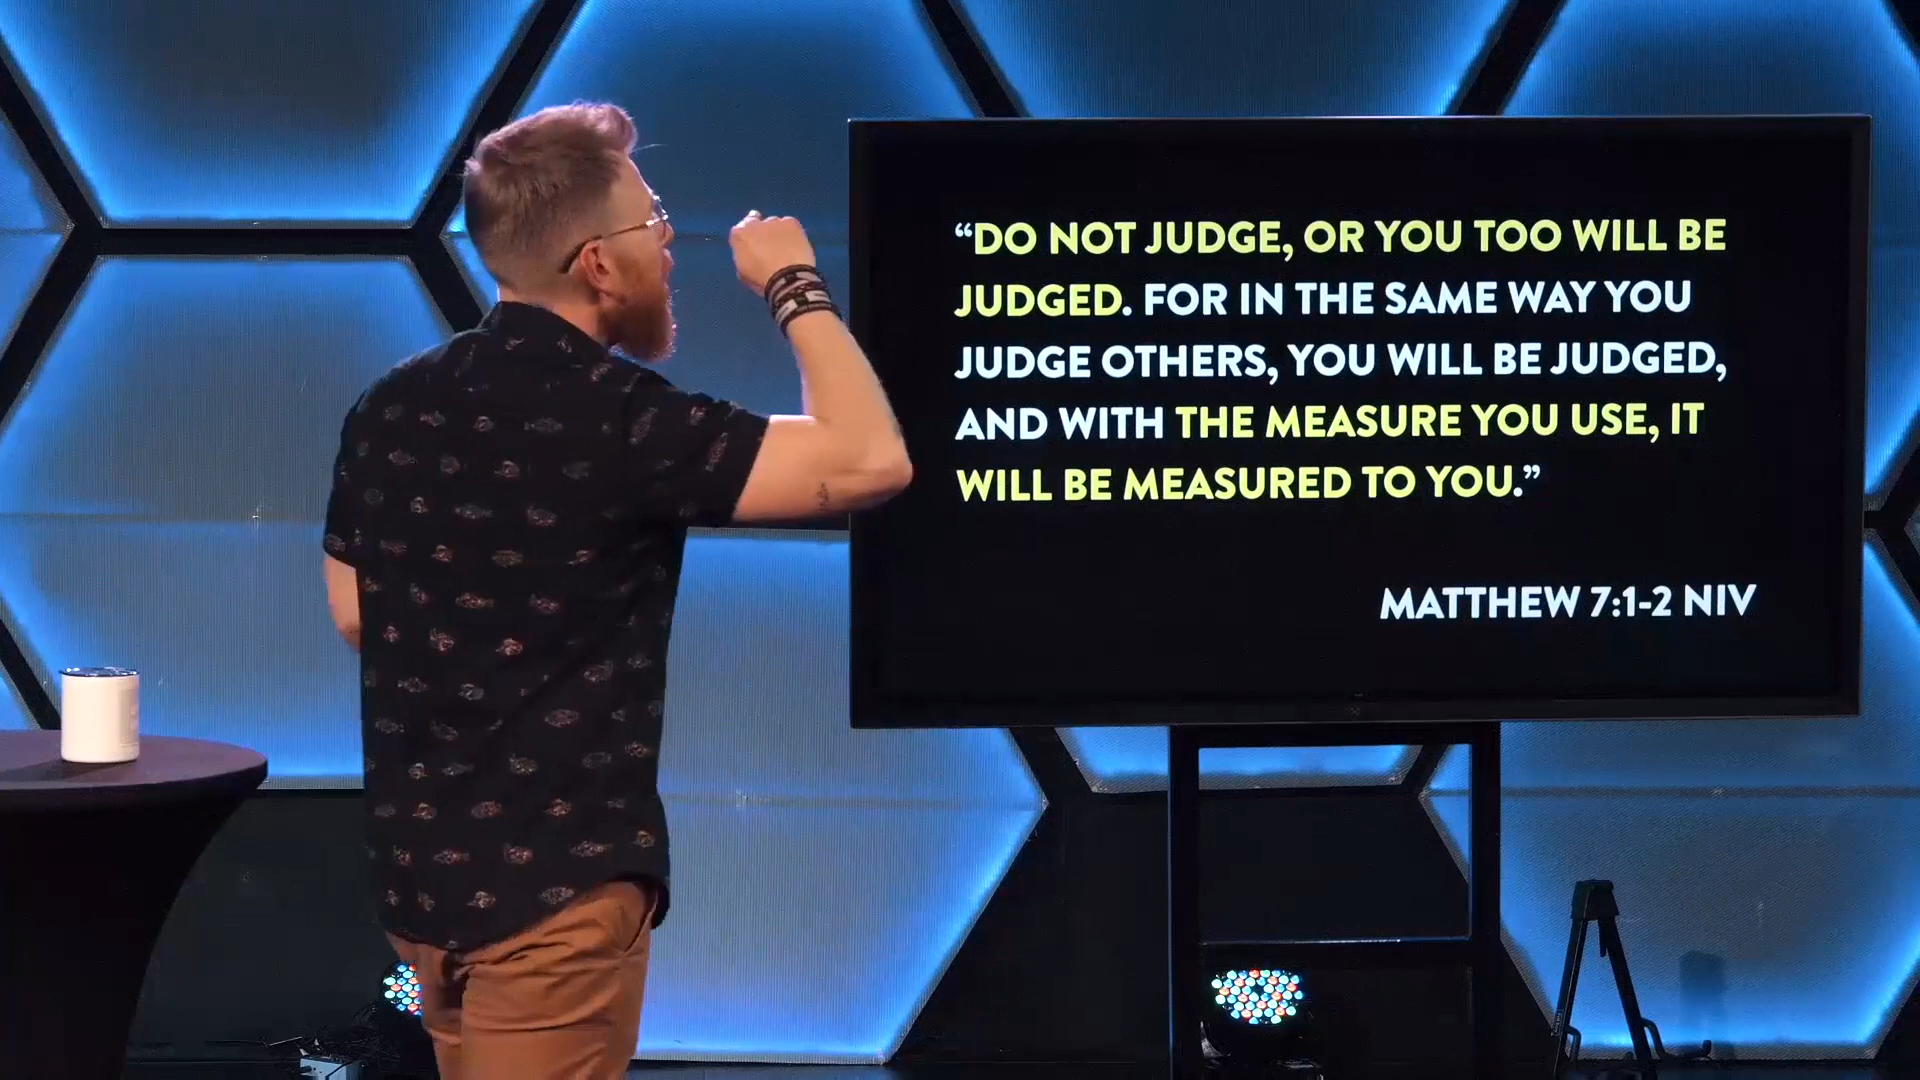 “DO NOT JUDGE, OR YOU TOO WILL BE
JUDGED. FOR IN THE SAME WAY YOU
JUDGE OTHERS, YOU WILL BE JUDGED,
AND WITH THE MEASURE YOU USE, IT
WILL BE MEASURED TO YOU.”
MATTHEW 7:1-2 NIV